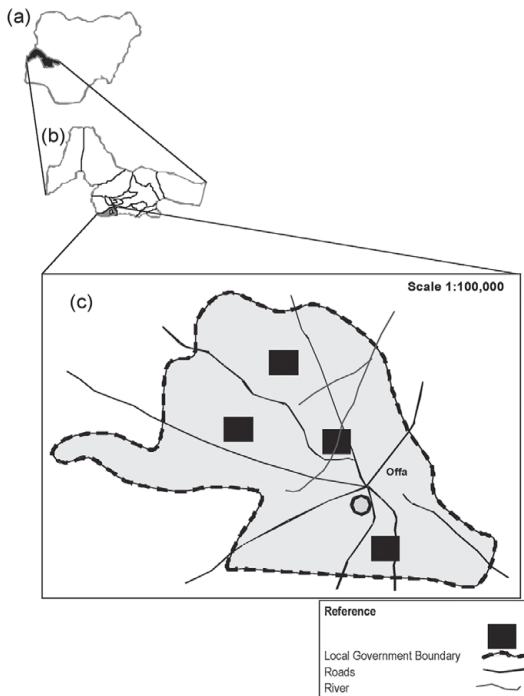 (a)
(b)
(c)
Scale 1:100,000
Offa
Reference
Local Government Boundary
Roads
River